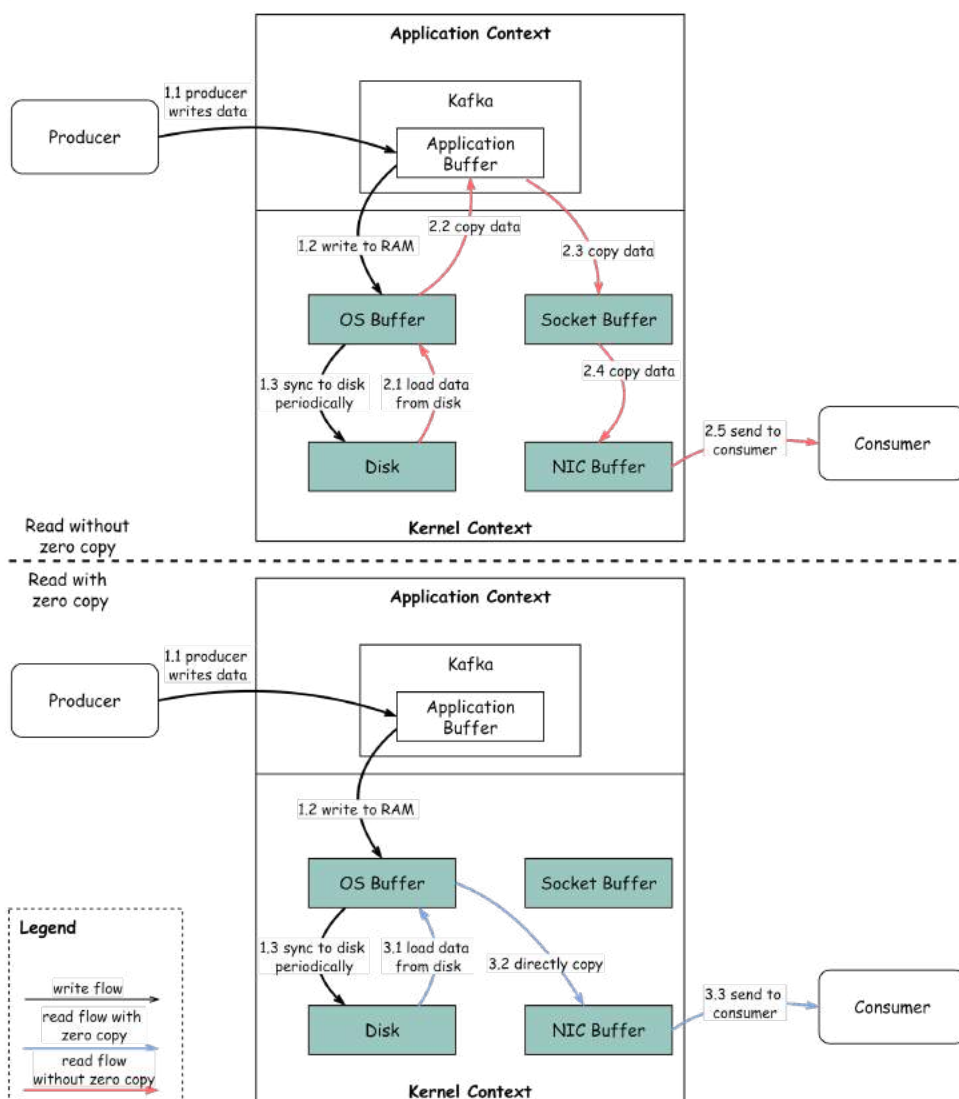 Application Context
Kafka
1.1 producer
writes data
Producer
Application
Buffer
2.2 copy data
1.2 write to RAM
2.3 copy data
OS Buffer
Socket Buffer
1.3 sync to disk
periodically
2.1 load data
from disk
2.4 copy data
2.5 send to
consumer
Consumer
Disk
NIC Buffer
Kernel Context
Read without
zero copy
Read with
zero copy
Application Context
Kafka
1.1 producer
writes data
Producer
Application
Buffer
1.2 write to RAM
OS Buffer
Socket Buffer
1.3 sync to disk
periodically
3.1 load data
from disk
3.2 directly copy
3.3 send to
consumer
Consumer
Disk
NIC Buffer
Kernel Context
Legend
write flow
read flow with
zero copy
read flow
without zero copy